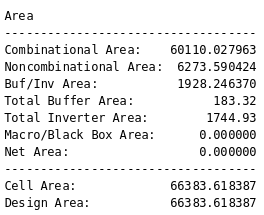 Area
-----------------------------------
Combinational Area:    60110.027963
Noncombinational Area:  6273.590424
Buf/Inv Area:           1928.246370
Total Buffer Area:           183.32
Total Inverter Area:        1744.93
Macro/Black Box Area:      0.000000
Net Area:                  0.000000
-----------------------------------
Cell Area:             66383.618387
Design Area:           66383.618387